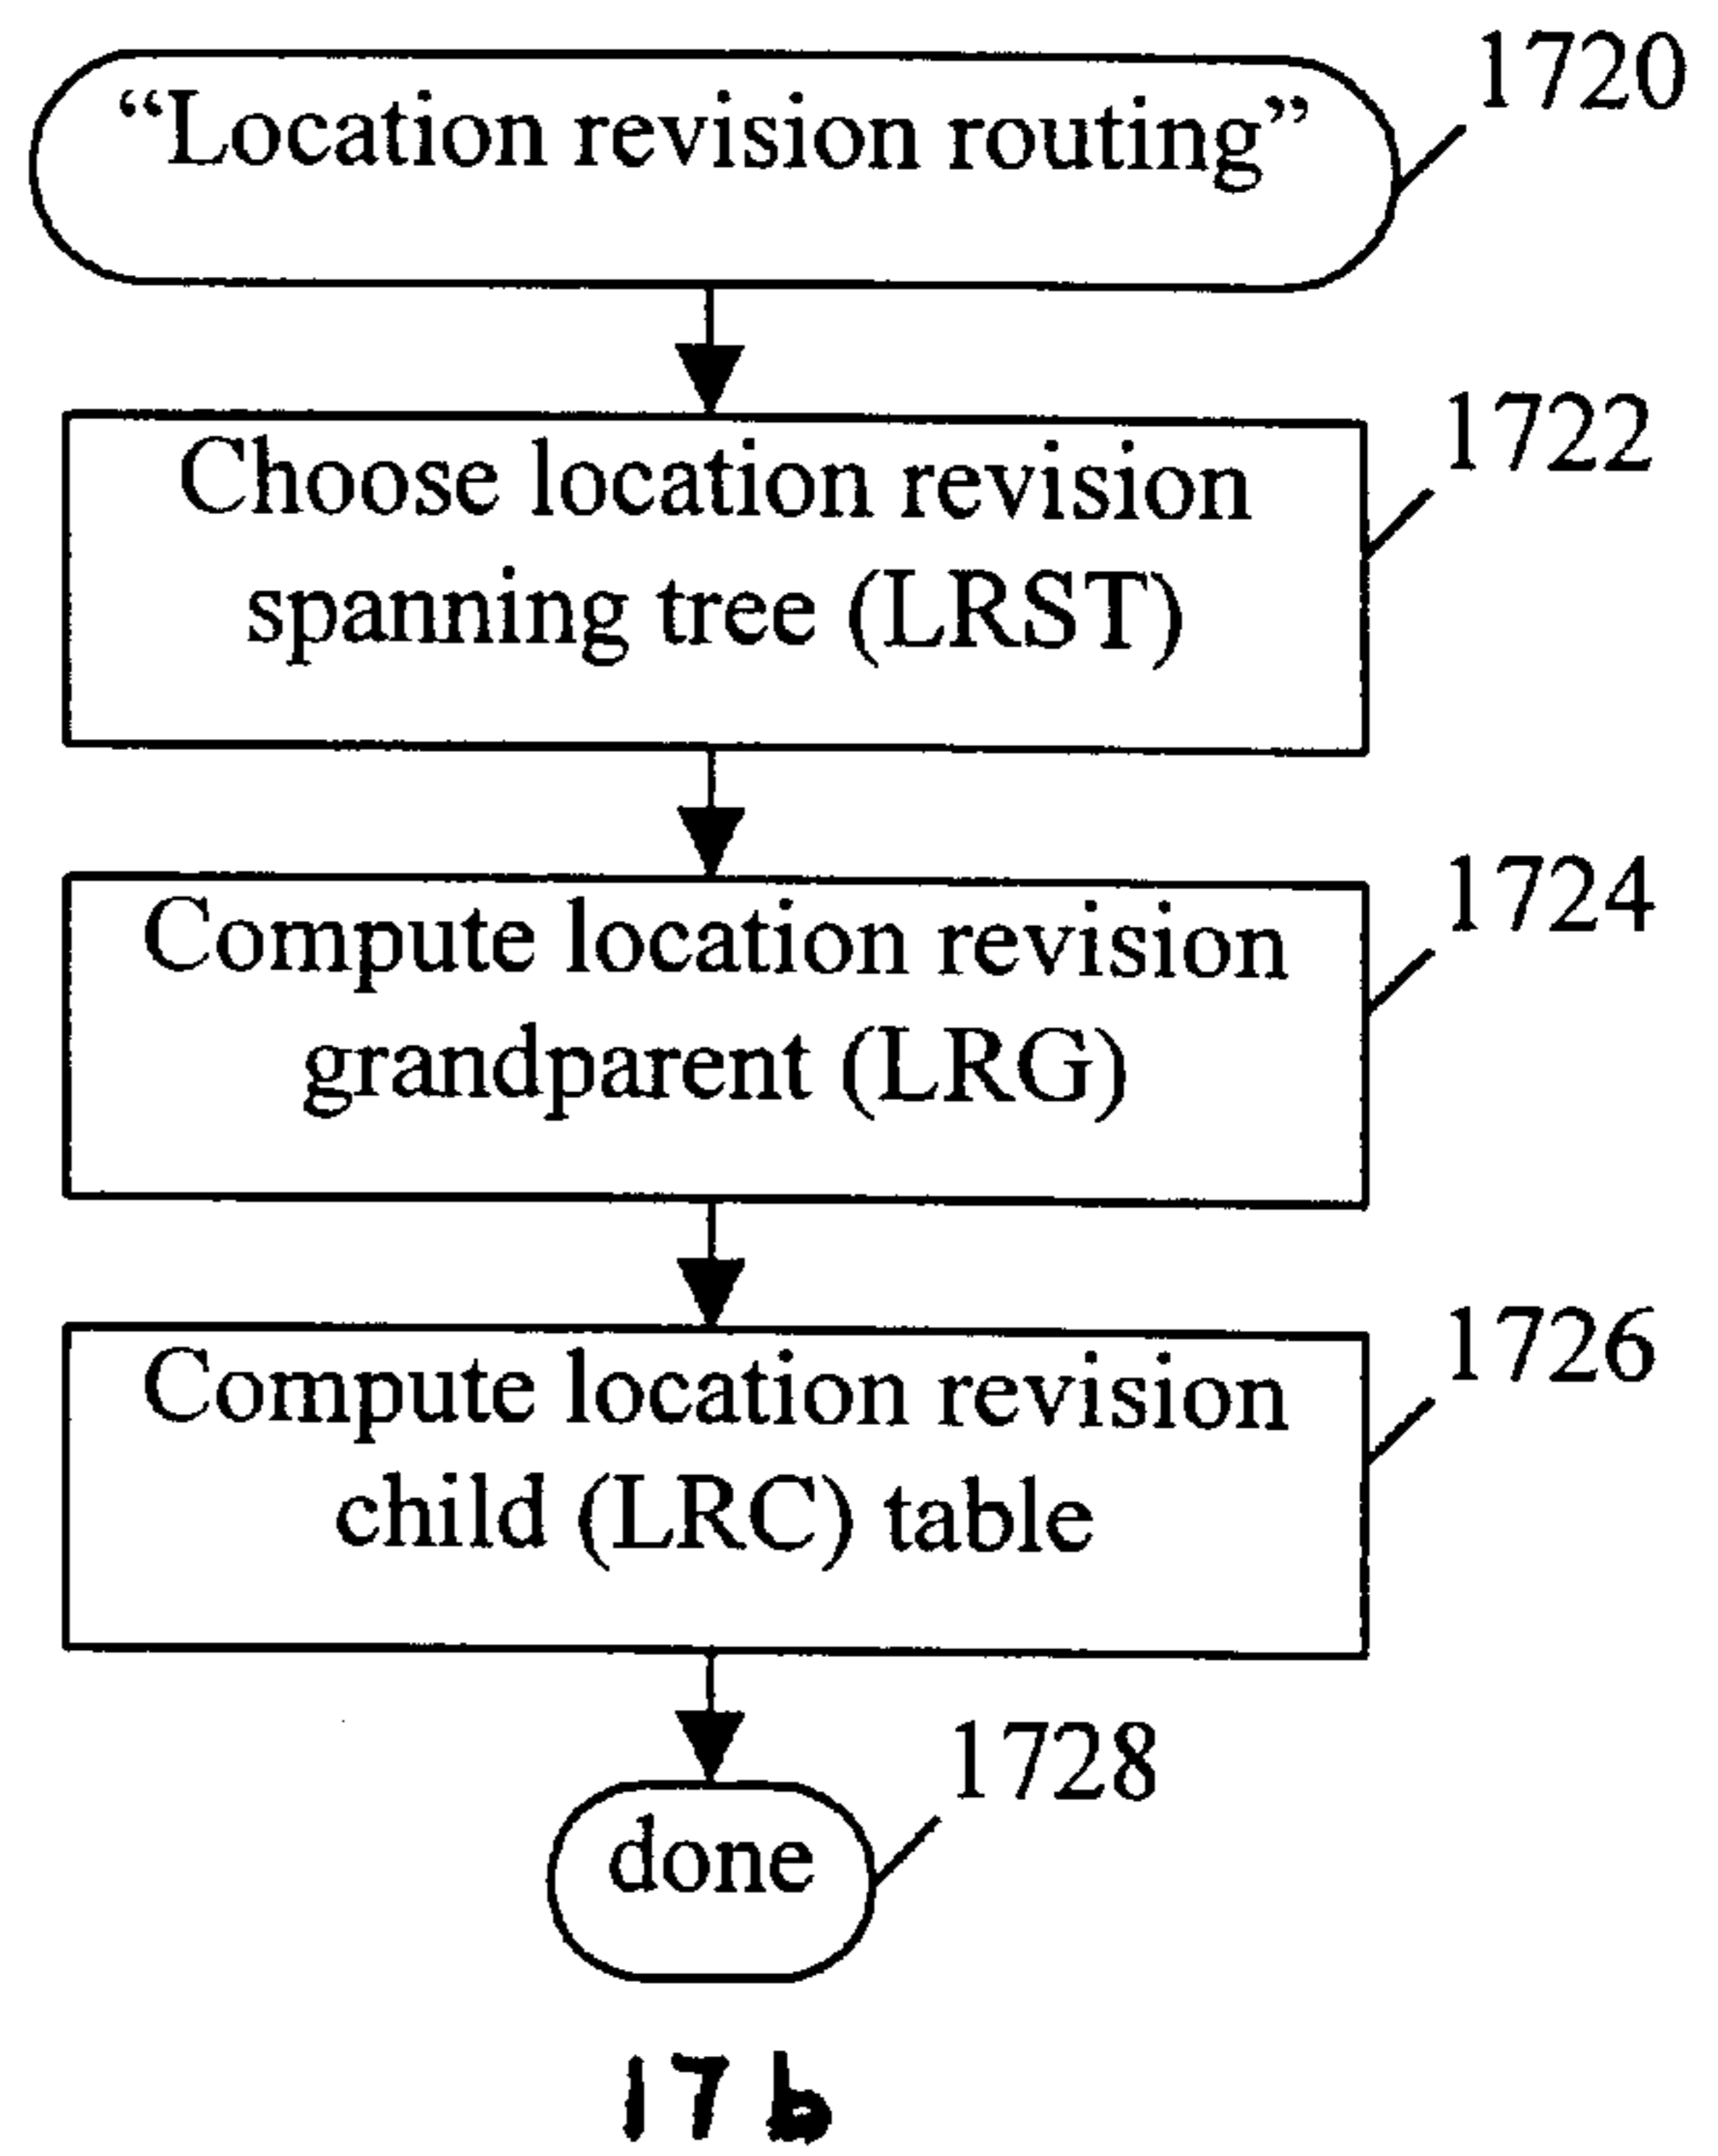 1720
“Location revision routing”
1722
Choose location revision
spanning tree (LRST)
1724
Compute location revision
grandparent (LRG)
1726
Compute location revision
child (LRC) table
1728
done
17b